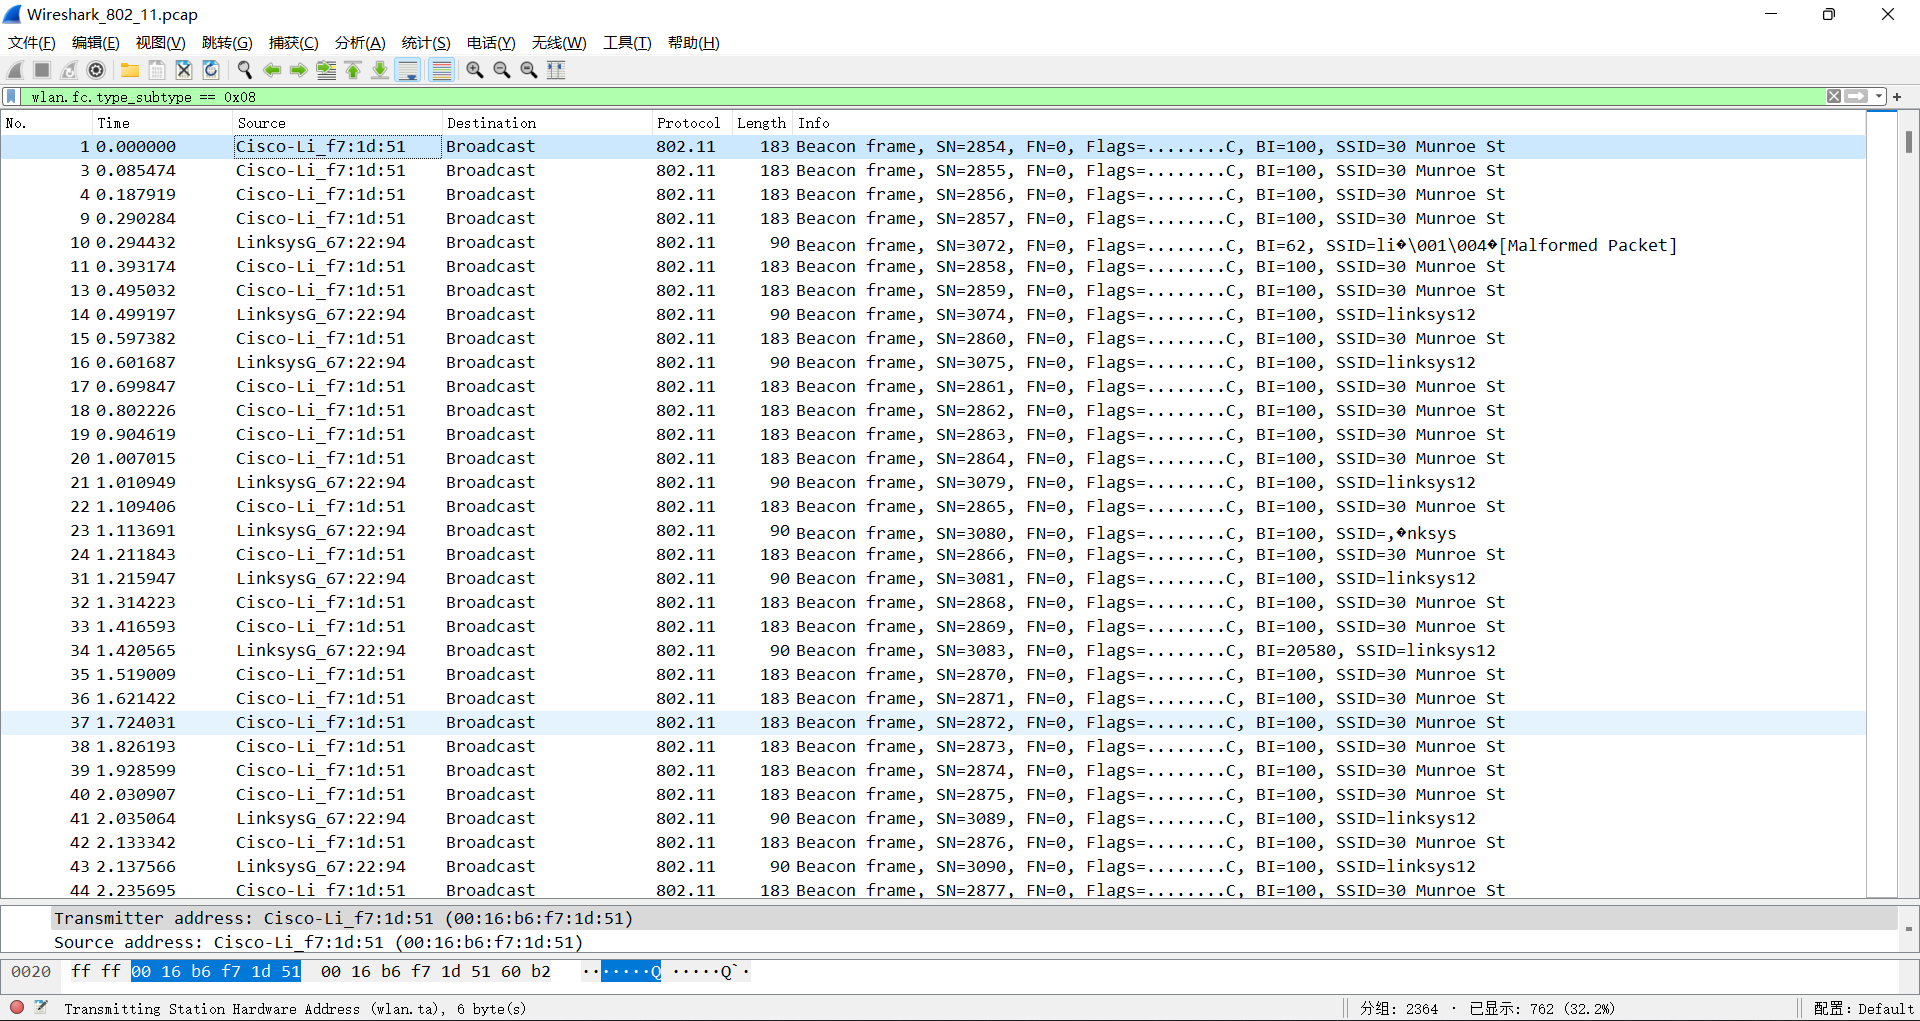 Wireshark_802_11.pcap
文件(F) 编辑(E) 视图(V) 跳转(G) 捕获(C) 分析(A) 统计(S) 电话(Y) 无线(W) 工具(T) 帮助(H)
wlan.fc.type_subtype == 0x08
No. Time Source Destination Protocol Length Info
1 0.000000 Cisco-Li_f7:1d:51 Broadcast 802.11 183 Beacon frame, SN=2854, FN=0, Flags=........C, BI=100, SSID=30 Munroe St
3 0.085474 Cisco-Li_f7:1d:51 Broadcast 802.11 183 Beacon frame, SN=2855, FN=0, Flags=........C, BI=100, SSID=30 Munroe St
4 0.187919 Cisco-Li_f7:1d:51 Broadcast 802.11 183 Beacon frame, SN=2856, FN=0, Flags=........C, BI=100, SSID=30 Munroe St
9 0.290284 Cisco-Li_f7:1d:51 Broadcast 802.11 183 Beacon frame, SN=2857, FN=0, Flags=........C, BI=100, SSID=30 Munroe St
10 0.294432 LinksysG_67:22:94 Broadcast 802.11 90 Beacon frame, SN=3072, FN=0, Flags=........C, BI=62, SSID=li�\001\004�[Malformed Packet]
11 0.393174 Cisco-Li_f7:1d:51 Broadcast 802.11 183 Beacon frame, SN=2858, FN=0, Flags=........C, BI=100, SSID=30 Munroe St
13 0.495032 Cisco-Li_f7:1d:51 Broadcast 802.11 183 Beacon frame, SN=2859, FN=0, Flags=........C, BI=100, SSID=30 Munroe St
14 0.499197 LinksysG_67:22:94 Broadcast 802.11 90 Beacon frame, SN=3074, FN=0, Flags=........C, BI=100, SSID=linksys12
15 0.597382 Cisco-Li_f7:1d:51 Broadcast 802.11 183 Beacon frame, SN=2860, FN=0, Flags=........C, BI=100, SSID=30 Munroe St
16 0.601687 LinksysG_67:22:94 Broadcast 802.11 90 Beacon frame, SN=3075, FN=0, Flags=........C, BI=100, SSID=linksys12
17 0.699847 Cisco-Li_f7:1d:51 Broadcast 802.11 183 Beacon frame, SN=2861, FN=0, Flags=........C, BI=100, SSID=30 Munroe St
18 0.802226 Cisco-Li_f7:1d:51 Broadcast 802.11 183 Beacon frame, SN=2862, FN=0, Flags=........C, BI=100, SSID=30 Munroe St
19 0.904619 Cisco-Li_f7:1d:51 Broadcast 802.11 183 Beacon frame, SN=2863, FN=0, Flags=........C, BI=100, SSID=30 Munroe St
20 1.007015 Cisco-Li_f7:1d:51 Broadcast 802.11 183 Beacon frame, SN=2864, FN=0, Flags=........C, BI=100, SSID=30 Munroe St
21 1.010949 LinksysG_67:22:94 Broadcast 802.11 90 Beacon frame, SN=3079, FN=0, Flags=........C, BI=100, SSID=linksys12
22 1.109406 Cisco-Li_f7:1d:51 Broadcast 802.11 183 Beacon frame, SN=2865, FN=0, Flags=........C, BI=100, SSID=30 Munroe St
23 1.113691 LinksysG_67:22:94 Broadcast 802.11 90 Beacon frame, SN=3080, FN=0, Flags=........C, BI=100, SSID=,�nksys
24 1.211843 Cisco-Li_f7:1d:51 Broadcast 802.11 183 Beacon frame, SN=2866, FN=0, Flags=........C, BI=100, SSID=30 Munroe St
31 1.215947 LinksysG_67:22:94 Broadcast 802.11 90 Beacon frame, SN=3081, FN=0, Flags=........C, BI=100, SSID=linksys12
32 1.314223 Cisco-Li_f7:1d:51 Broadcast 802.11 183 Beacon frame, SN=2868, FN=0, Flags=........C, BI=100, SSID=30 Munroe St
33 1.416593 Cisco-Li_f7:1d:51 Broadcast 802.11 183 Beacon frame, SN=2869, FN=0, Flags=........C, BI=100, SSID=30 Munroe St
34 1.420565 LinksysG_67:22:94 Broadcast 802.11 90 Beacon frame, SN=3083, FN=0, Flags=........C, BI=20580, SSID=linksys12
35 1.519009 Cisco-Li_f7:1d:51 Broadcast 802.11 183 Beacon frame, SN=2870, FN=0, Flags=........C, BI=100, SSID=30 Munroe St
36 1.621422 Cisco-Li_f7:1d:51 Broadcast 802.11 183 Beacon frame, SN=2871, FN=0, Flags=........C, BI=100, SSID=30 Munroe St
37 1.724031 Cisco-Li_f7:1d:51 Broadcast 802.11 183 Beacon frame, SN=2872, FN=0, Flags=........C, BI=100, SSID=30 Munroe St
38 1.826193 Cisco-Li_f7:1d:51 Broadcast 802.11 183 Beacon frame, SN=2873, FN=0, Flags=........C, BI=100, SSID=30 Munroe St
39 1.928599 Cisco-Li_f7:1d:51 Broadcast 802.11 183 Beacon frame, SN=2874, FN=0, Flags=........C, BI=100, SSID=30 Munroe St
40 2.030907 Cisco-Li_f7:1d:51 Broadcast 802.11 183 Beacon frame, SN=2875, FN=0, Flags=........C, BI=100, SSID=30 Munroe St
41 2.035064 LinksysG_67:22:94 Broadcast 802.11 90 Beacon frame, SN=3089, FN=0, Flags=........C, BI=100, SSID=linksys12
42 2.133342 Cisco-Li_f7:1d:51 Broadcast 802.11 183 Beacon frame, SN=2876, FN=0, Flags=........C, BI=100, SSID=30 Munroe St
43 2.137566 LinksysG_67:22:94 Broadcast 802.11 90 Beacon frame, SN=3090, FN=0, Flags=........C, BI=100, SSID=linksys12
44 2.235695 Cisco-Li_f7:1d:51 Broadcast 802.11 183 Beacon frame, SN=2877, FN=0, Flags=........C, BI=100, SSID=30 Munroe St
Transmitter address: Cisco-Li_f7:1d:51 (00:16:b6:f7:1d:51)
Source address: Cisco-Li_f7:1d:51 (00:16:b6:f7:1d:51)
0020 ff ff 00 16 b6 f7 1d 51 00 16 b6 f7 1d 51 60 b2 ·······Q ·····Q`·
Transmitting Station Hardware Address (wlan.ta), 6 byte(s) 分组: 2364 · 已显示: 762 (32.2%) 配置: Default